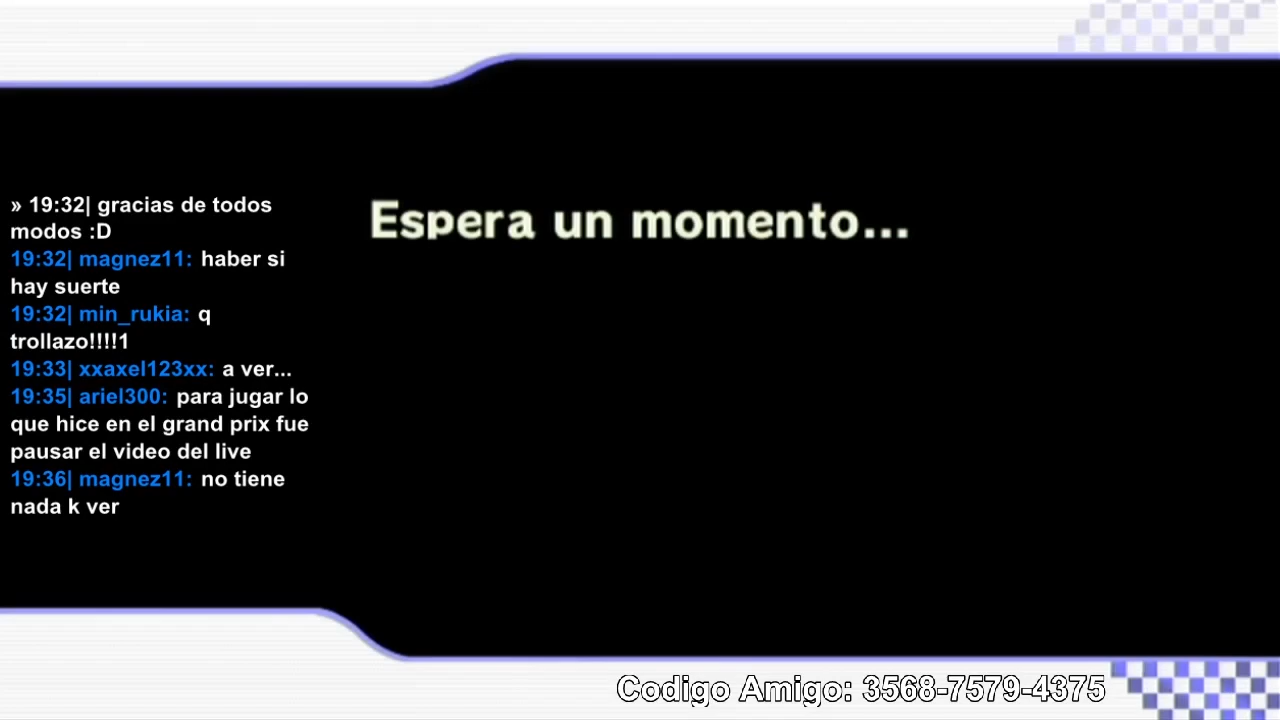 » 19:32| gracias de todos
modos :D
19:32| magnez11: haber si
hay suerte
19:32| min_rukia: q
trollazo!!!!1
19:33| xxaxel123xx: a ver...
19:35| ariel300: para jugar lo
que hice en el grand prix fue
pausar el video del live
19:36| magnez11: no tiene
nada k ver
Espera un momento...
Codigo Amigo: 3568-7579-4375